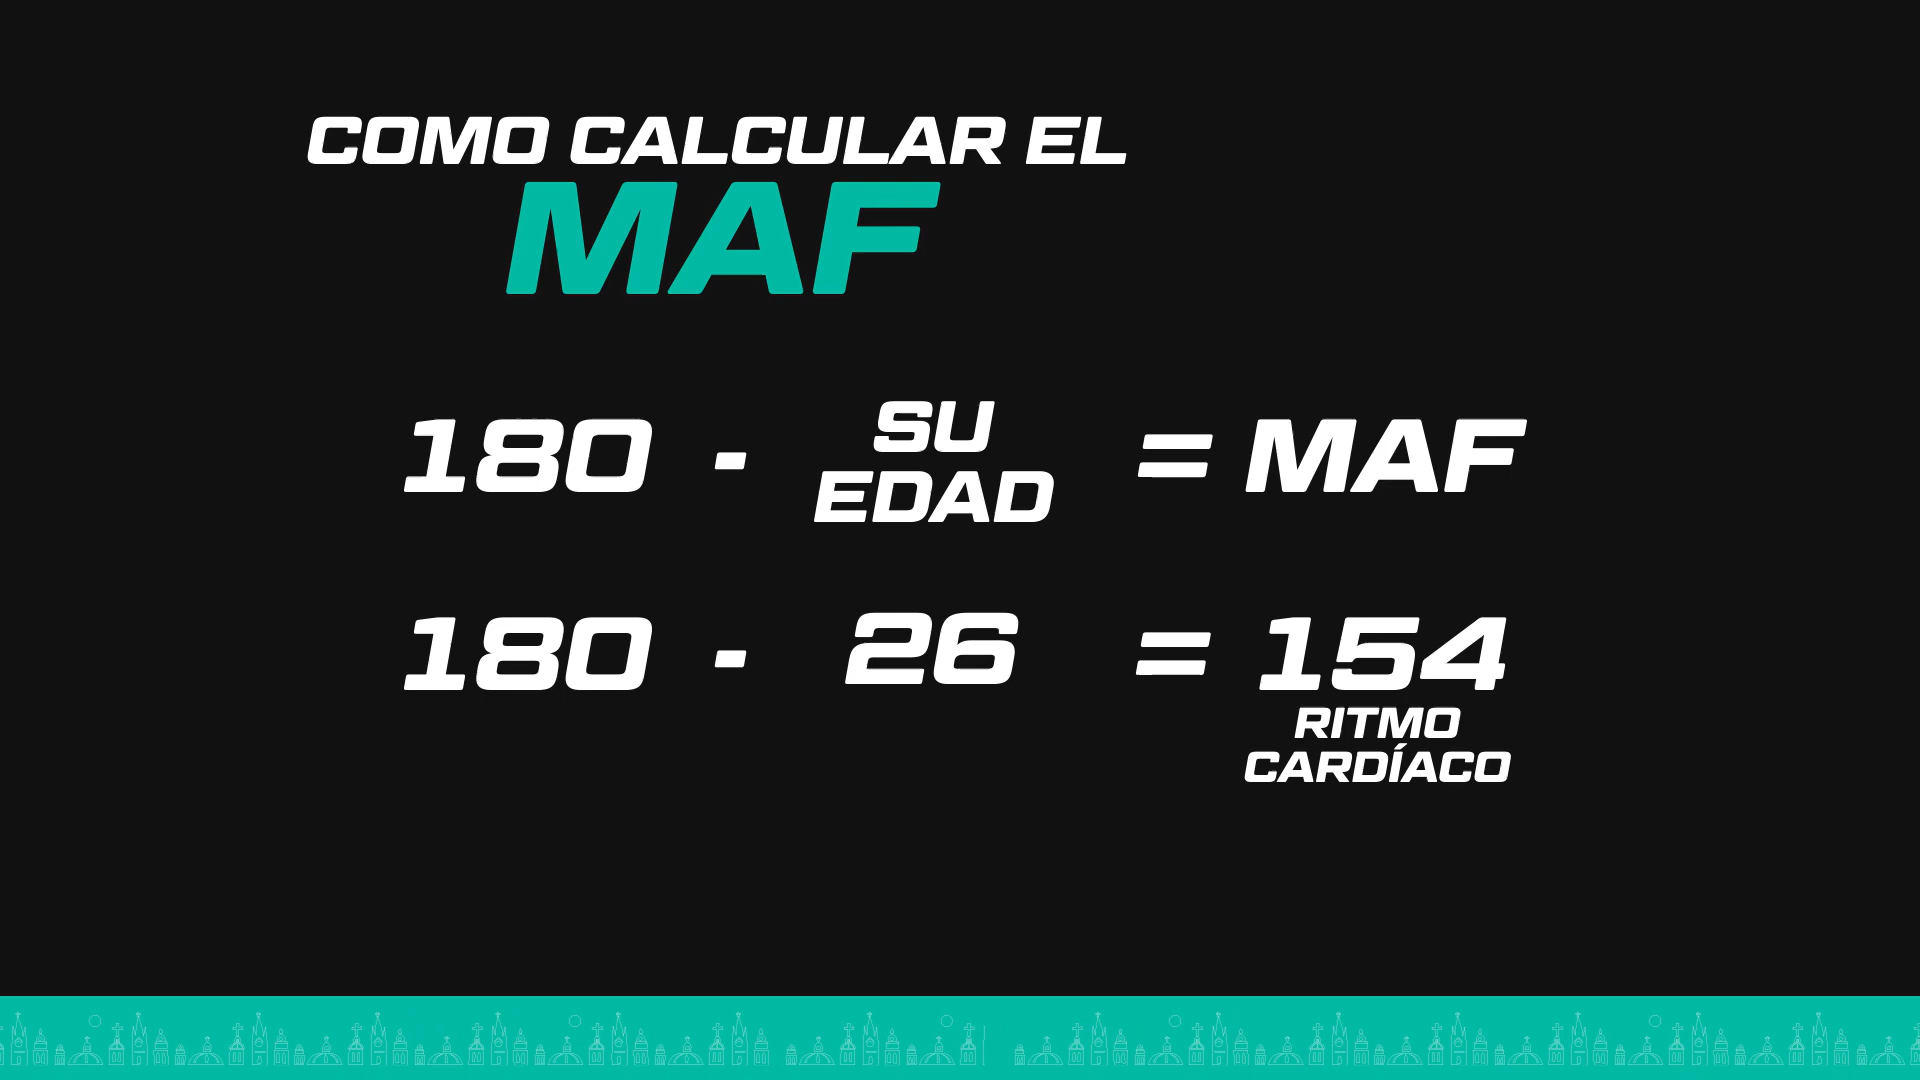 COMO CALCULAR EL
MAF
180 - SU EDAD = MAF
180 - 26 = 154
RITMO
CARDÍACO